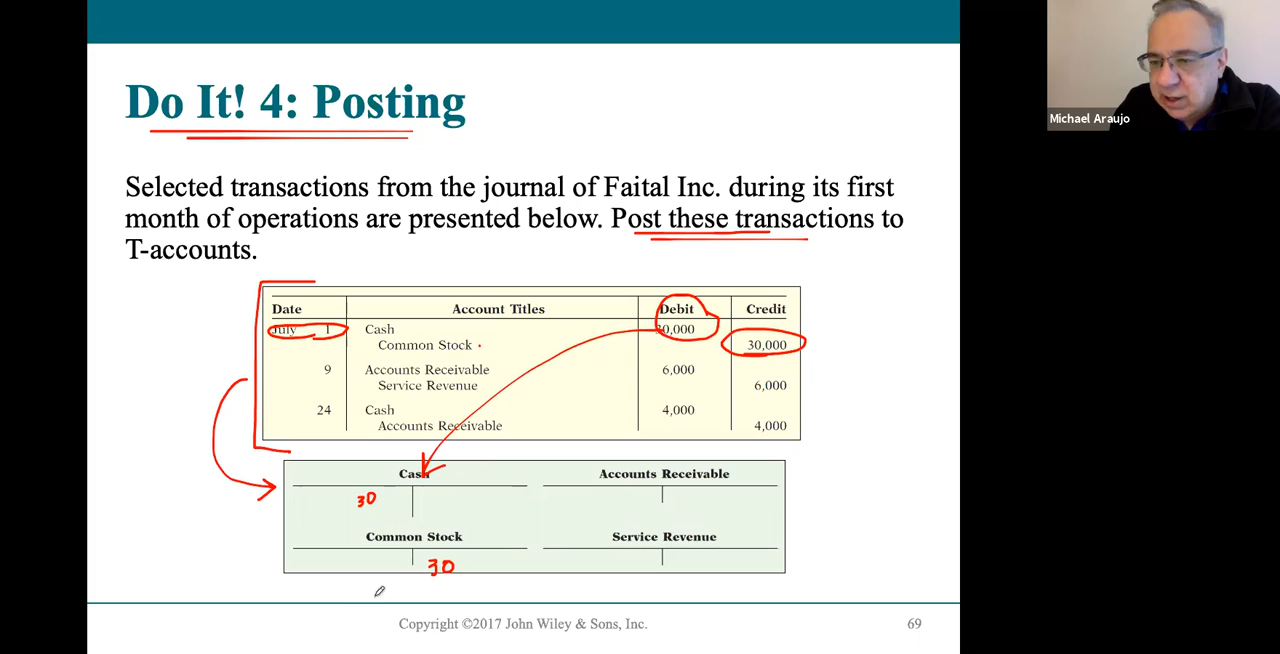 Michael Araujo
Do It! 4: Posting
Selected transactions from the journal of Faital Inc. during its first
month of operations are presented below. Post these transactions to
T-accounts.
Date Account Titles Debit Credit
July 1 Cash 30,000
Common Stock 30,000
9 Accounts Receivable 6,000
Service Revenue 6,000
24 Cash 4,000
Accounts Receivable 4,000
Cash Accounts Receivable
30
Common Stock Service Revenue
30
Copyright ©2017 John Wiley & Sons, Inc. 69